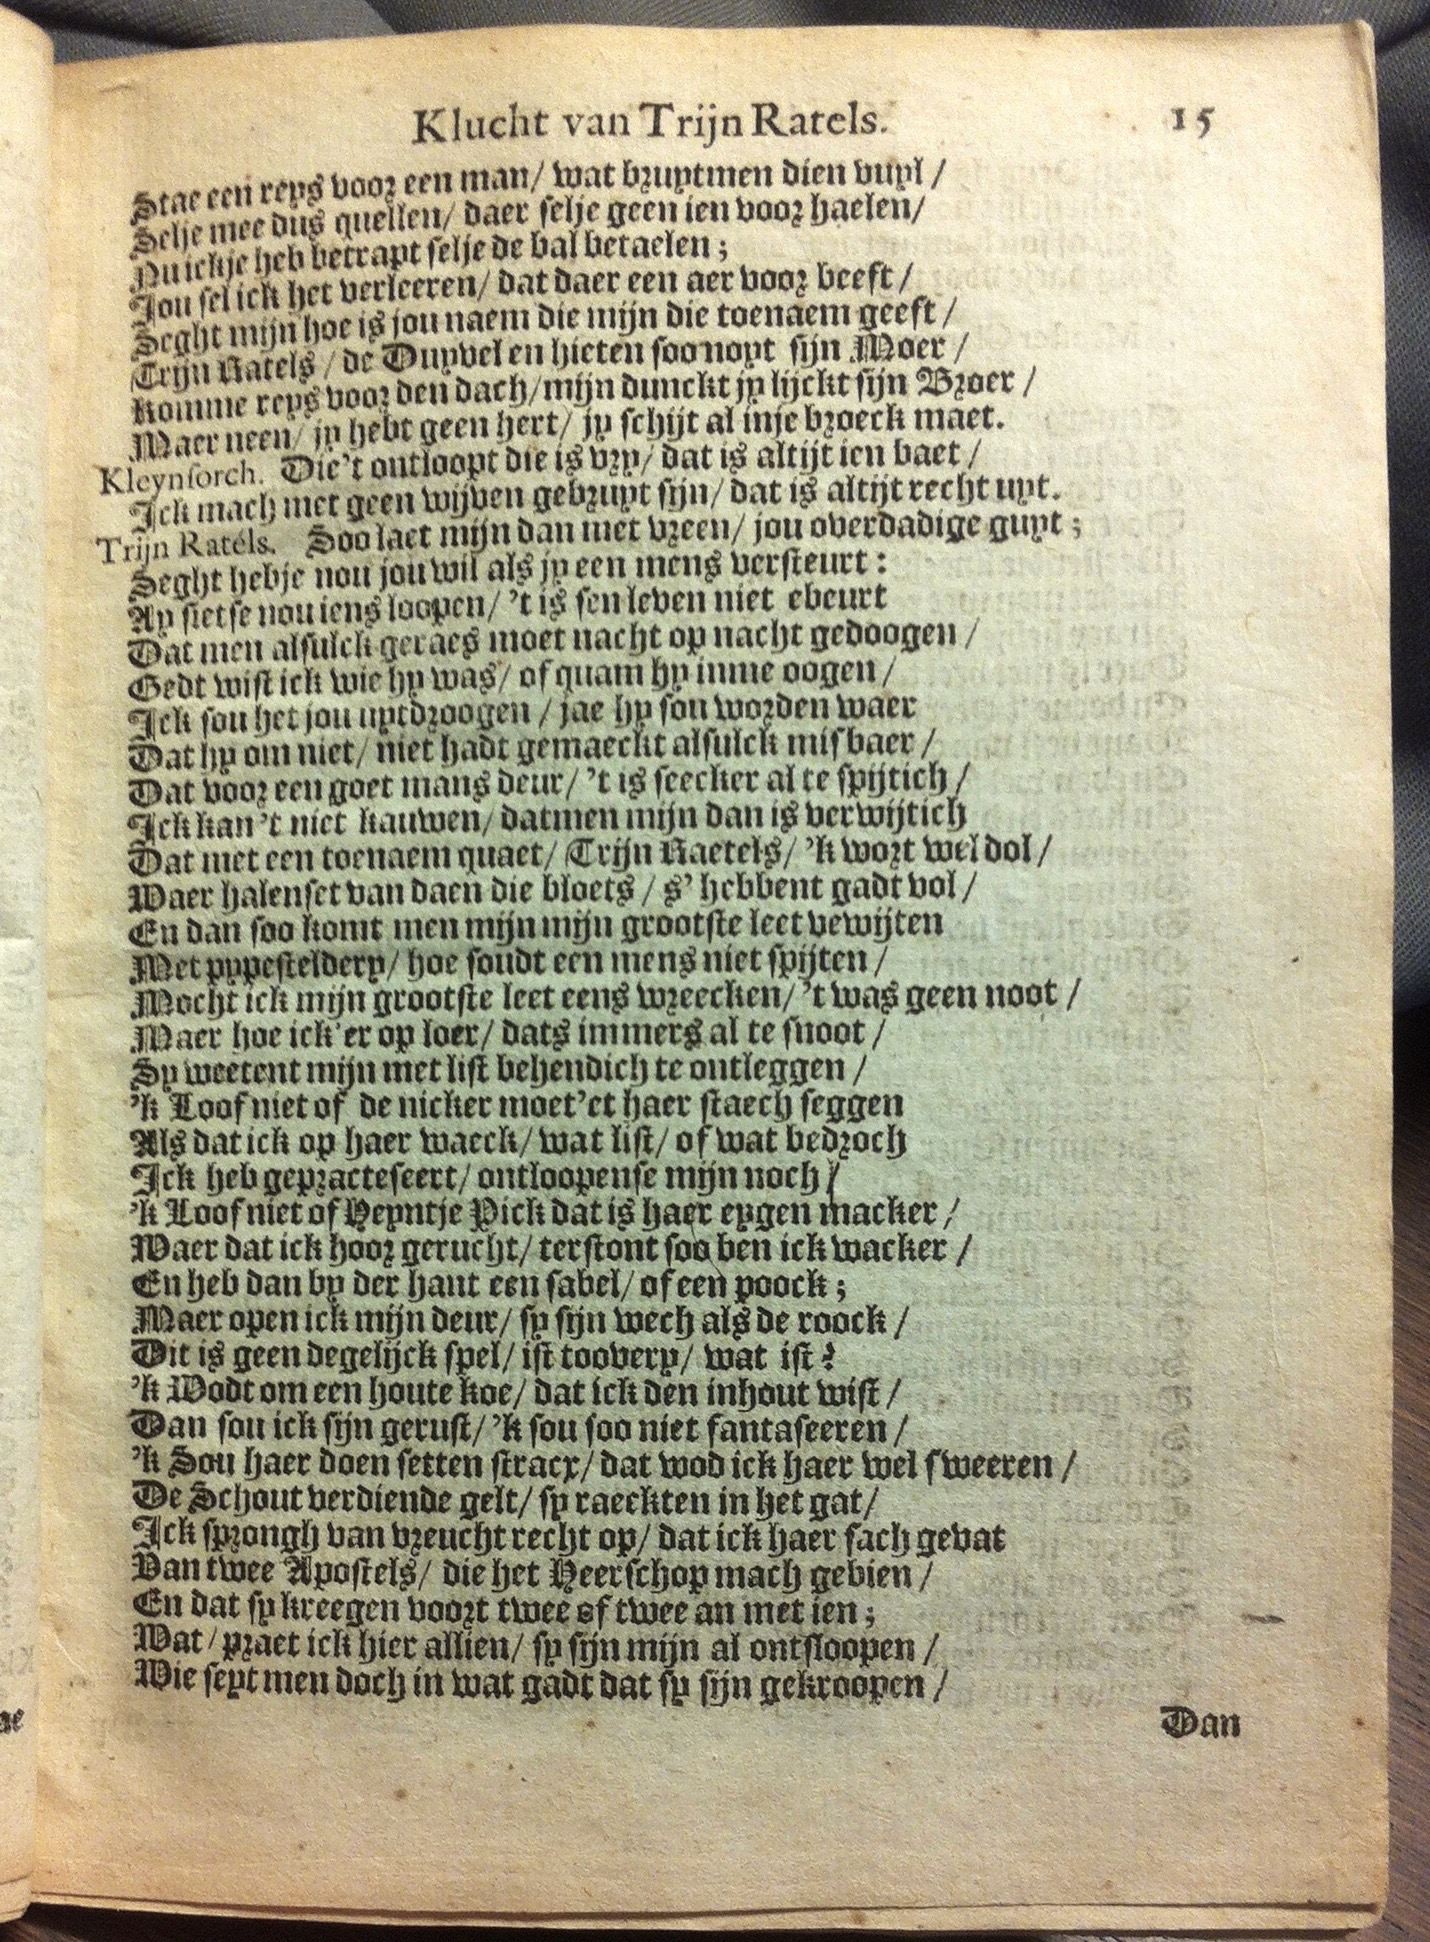 Klucht van Trijn Ratels. 15
Stae een reys voor een man/ wat bruytmen dien vuyl /
Selje mee dus quellen/ daer selje geen ien voor haelen/
Nu ickje heb betrapt selje de bal betaelen ;
Jou sel ick het verleeren/ dat daer een aer voor beeft /
Seght mijn hoe is jou naem die mijn die toenaem geeft /
Trijn Ratels / de Duyvel en hieten soo noyt sijn Moer /
Komme reys voor den dach/mijn dunckt jy lijckt sijn Broer /
Maer neen/ jy hebt geen hert/ jy schijt al inje broeck maet.
Kleynsorch. Die't ontloopt die is vry/ dat is altijt ien baet /
Ick mach met geen wijven gebruyt sijn/ dat is altijt recht uyt.
Trijn Ratels. Soo laet mijn dan met vreen/ jou overdadige guyt ;
Seght hebje nou jou wil als jy een mens versteurt :
Ay sietse nou iens loopen/ 't is sen leven niet ebeurt
Dat men alsulck geraes moet nacht op nacht gedoogen /
Gedt wist ick wie hy was/ of quam hy inme oogen /
Ick sou het jou uytdroogen / jae hy sou worden waer
Dat hy om niet/ niet hadt gemaeckt alsulck misbaer /
Dat voor een goet mans deur/ 't is seecker al te spijtich /
Ick kan 't niet kauwen/ datmen mijn dan is verwijtich
Dat met een toenaem quaet/ Trijn Raetels/ 'k wort wel dol /
Waer halenset van daen die bloets / s' hebbent gadt vol /
En dan soo komt men mijn mijn grootste leet vewijten
Met pypesteldery/ hoe soudt een mens niet spijten /
Mocht ick mijn grootste leet eens wreecken/ 't was geen noot /
Maer hoe ick'er op loer/ dats immers al te snoot /
Sy weetent mijn met list behendich te ontleggen /
'k Loof niet of de nicker moet'et haer staech seggen
Als dat ick op haer waeck/ wat list/ of wat bedroch
Ick heb gepracteseert/ ontloopense mijn noch /
'k Loof niet of Heyntje Pick dat is haer eygen macker /
Waer dat ick hoor gerucht/ terstont soo ben ick wacker /
En heb dan by der hant een sabel/ of een poock ;
Maer open ick mijn deur/ sy sijn wech als de roock /
Dit is geen degelijck spel/ ist toovery/ wat ist ?
'k Wodt om een houte koe/ dat ick den inhout wist /
Dan sou ick sijn gerust/ 'k sou soo niet fantaseeren /
'k Sou haer doen setten stracx/ dat wod ick haer wel sweeren /
De Schout verdiende gelt/ sy raeckten in het gat/
Ick sprongh van vreucht recht op/ dat ick haer sach gevat
Van twee Apostels/ die het Heerschop mach gebien /
En dat sy kreegen voort twee of twee an met ien ;
Wat/ praet ick hier allien/ sy sijn mijn al ontsloopen /
Wie seyt men doch in wat gadt dat sy sijn gekroopen /
Dan